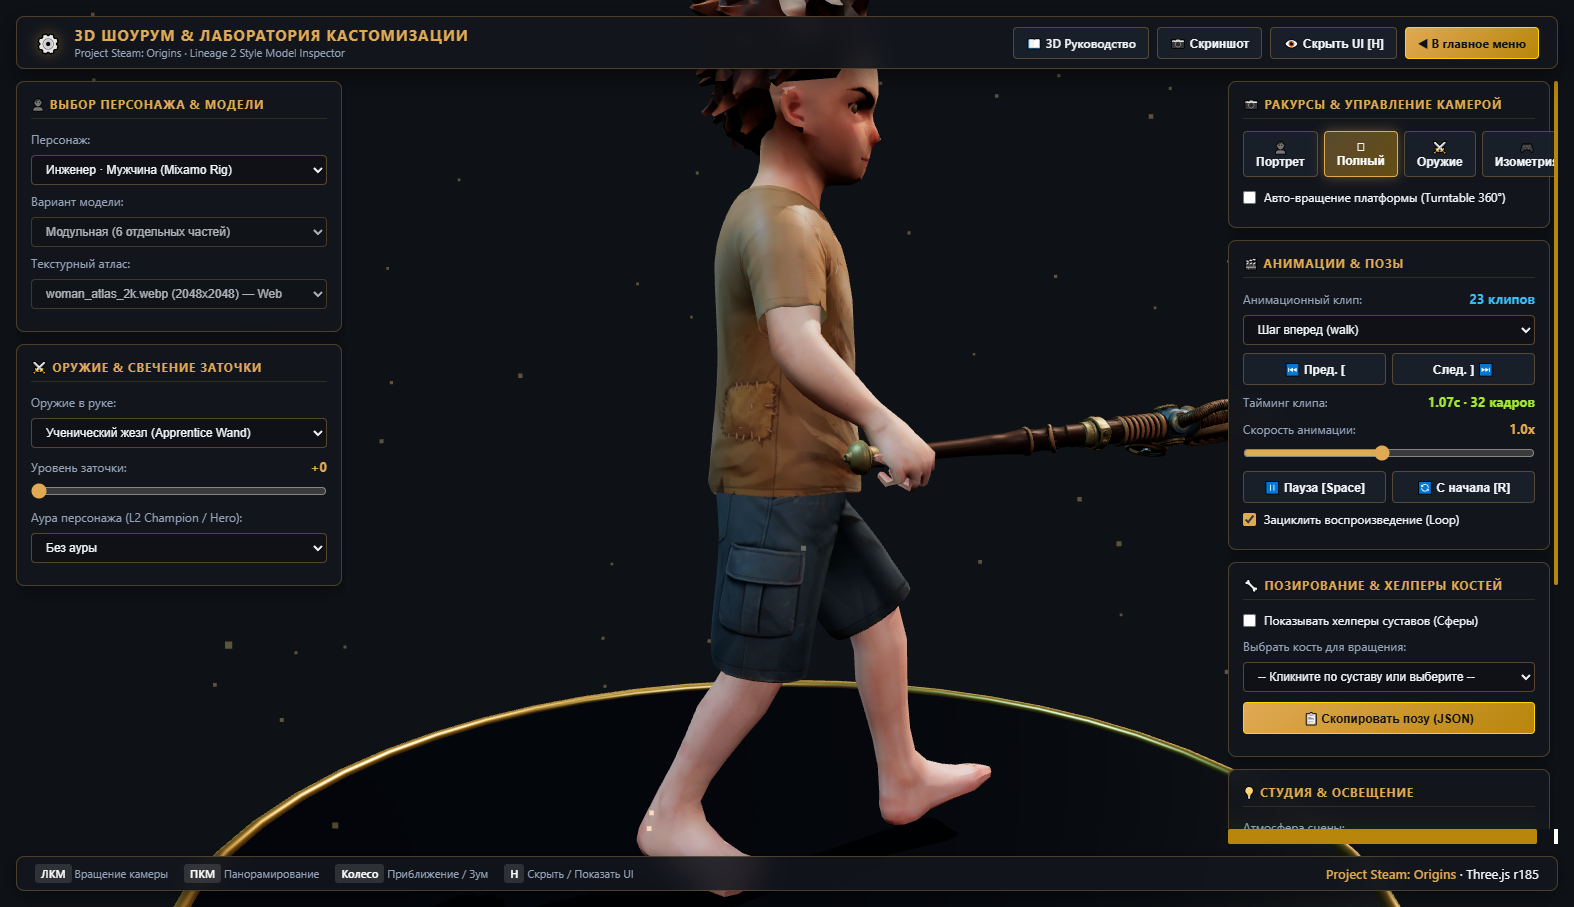 3D ШОУРУМ & ЛАБОРАТОРИЯ КАСТОМИЗАЦИИ
Project Steam: Origins · Lineage 2 Style Model Inspector
3D Руководство
Скриншот
Скрыть UI [H]
В главное меню
ВЫБОР ПЕРСОНАЖА & МОДЕЛИ
Персонаж:
Инженер · Мужчина (Mixamo Rig)
Вариант модели:
Модульная (6 отдельных частей)
Текстурный атлас:
woman_atlas_2k.webp (2048x2048) — Web
ОРУЖИЕ & СВЕЧЕНИЕ ЗАТОЧКИ
Оружие в руке:
Ученический жезл (Apprentice Wand)
Уровень заточки: +0
Аура персонажа (L2 Champion / Hero):
Без ауры
РАКУРСЫ & УПРАВЛЕНИЕ КАМЕРОЙ
Портрет
Полный
Оружие
Изометрия
Авто-вращение платформы (Turntable 360°)
АНИМАЦИИ & ПОЗЫ
Анимационный клип: 23 клипов
Шаг вперед (walk)
Пред. [
След. ]
Тайминг клипа: 1.07с · 32 кадров
Скорость анимации: 1.0x
Пауза [Space]
С начала [R]
Зациклить воспроизведение (Loop)
ПОЗИРОВАНИЕ & ХЕЛПЕРЫ КОСТЕЙ
Показывать хелперы суставов (Сферы)
Выбрать кость для вращения:
-- Кликните по суставу или выберите --
Скопировать позу (JSON)
СТУДИЯ & ОСВЕЩЕНИЕ
Атмосфера сцены:
ЛКМ Вращение камеры
ПКМ Панорамирование
Колесо Приближение / Зум
H Скрыть / Показать UI
Project Steam: Origins · Three.js r185